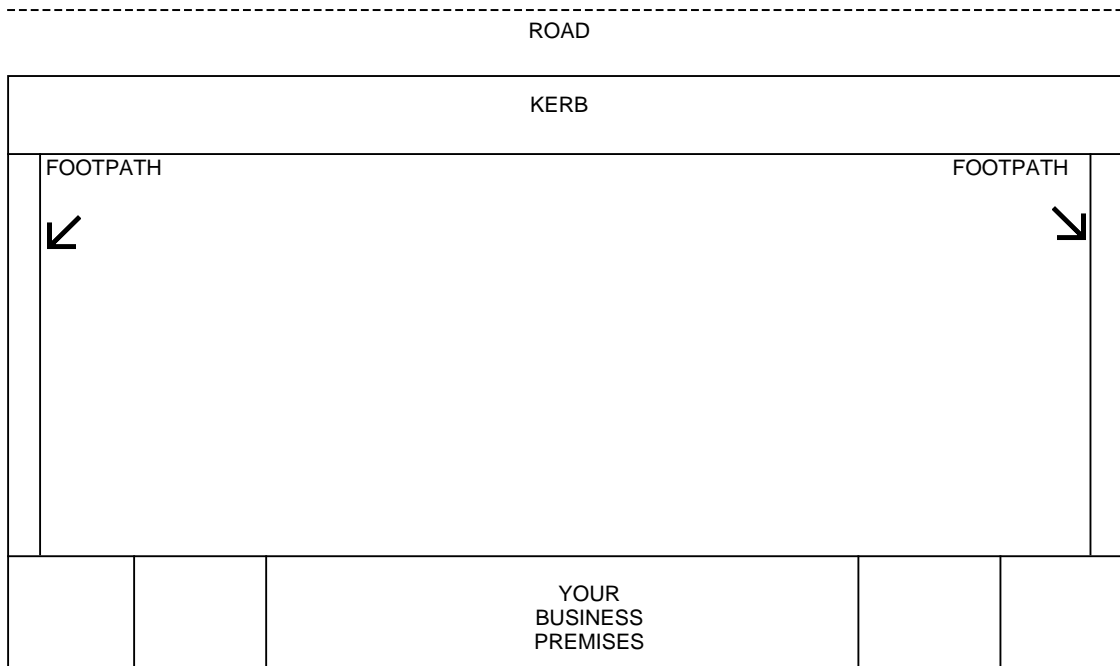 ROAD
KERB
FOOTPATH
FOOTPATH
YOUR
BUSINESS
PREMISES